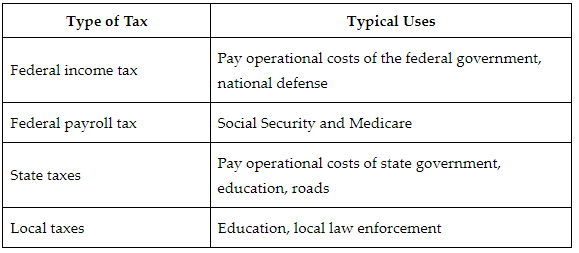 Type of Tax Typical Uses
Federal income tax Pay operational costs of the federal government,
national defense
Federal payroll tax Social Security and Medicare
State taxes Pay operational costs of state government,
education, roads
Local taxes Education, local law enforcement